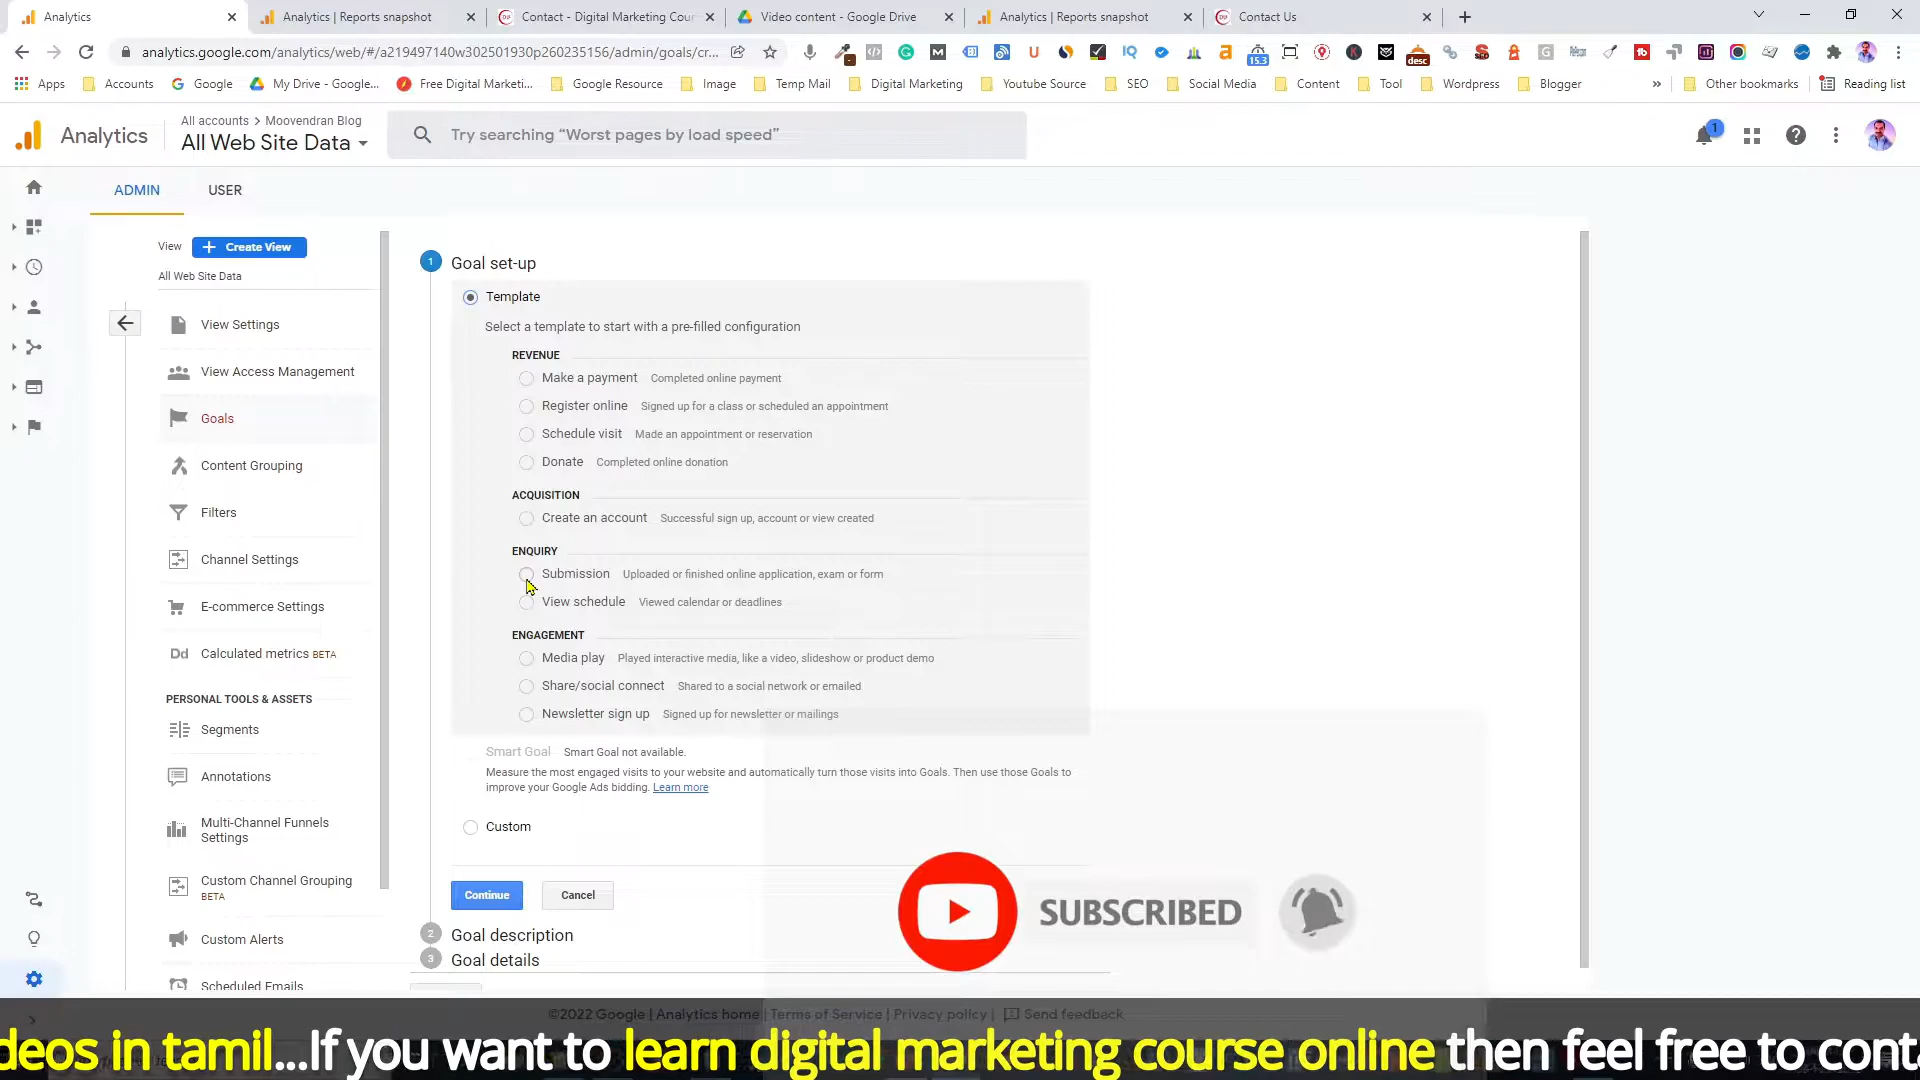 Analytics
Analytics | Reports snapshot
Contact - Digital Marketing Cour
Video content - Google Drive
Analytics | Reports snapshot
Contact Us
analytics.google.com/analytics/web/#/a219497140w302501930p260235156/admin/goals/cr...
15.3
desc
Apps
Accounts
Google
My Drive - Google...
Free Digital Marketi...
Google Resource
Image
Temp Mail
Digital Marketing
Youtube Source
SEO
Social Media
Content
Tool
Wordpress
Blogger
Other bookmarks
Reading list
Analytics
All accounts > Moovendran Blog
All Web Site Data
Try searching “Worst pages by load speed”
1
ADMIN
USER
View
+ Create View
All Web Site Data
View Settings
View Access Management
Goals
Content Grouping
Filters
Channel Settings
E-commerce Settings
Dd Calculated metrics BETA
PERSONAL TOOLS & ASSETS
Segments
Annotations
Multi-Channel Funnels
Settings
Custom Channel Grouping
BETA
Custom Alerts
Scheduled Emails
1 Goal set-up
Template
Select a template to start with a pre-filled configuration
REVENUE
Make a payment Completed online payment
Register online Signed up for a class or scheduled an appointment
Schedule visit Made an appointment or reservation
Donate Completed online donation
ACQUISITION
Create an account Successful sign up, account or view created
ENQUIRY
Submission Uploaded or finished online application, exam or form
View schedule Viewed calendar or deadlines
ENGAGEMENT
Media play Played interactive media, like a video, slideshow or product demo
Share/social connect Shared to a social network or emailed
Newsletter sign up Signed up for newsletter or mailings
Smart Goal Smart Goal not available.
Measure the most engaged visits to your website and automatically turn those visits into Goals. Then use those Goals to
improve your Google Ads bidding. Learn more
Custom
Continue
Cancel
2 Goal description
3 Goal details
SUBSCRIBED
©2022 Google | Analytics home | Terms of Service | Privacy policy | Send feedback
deos in tamil...If you want to learn digital marketing course online then feel free to conta